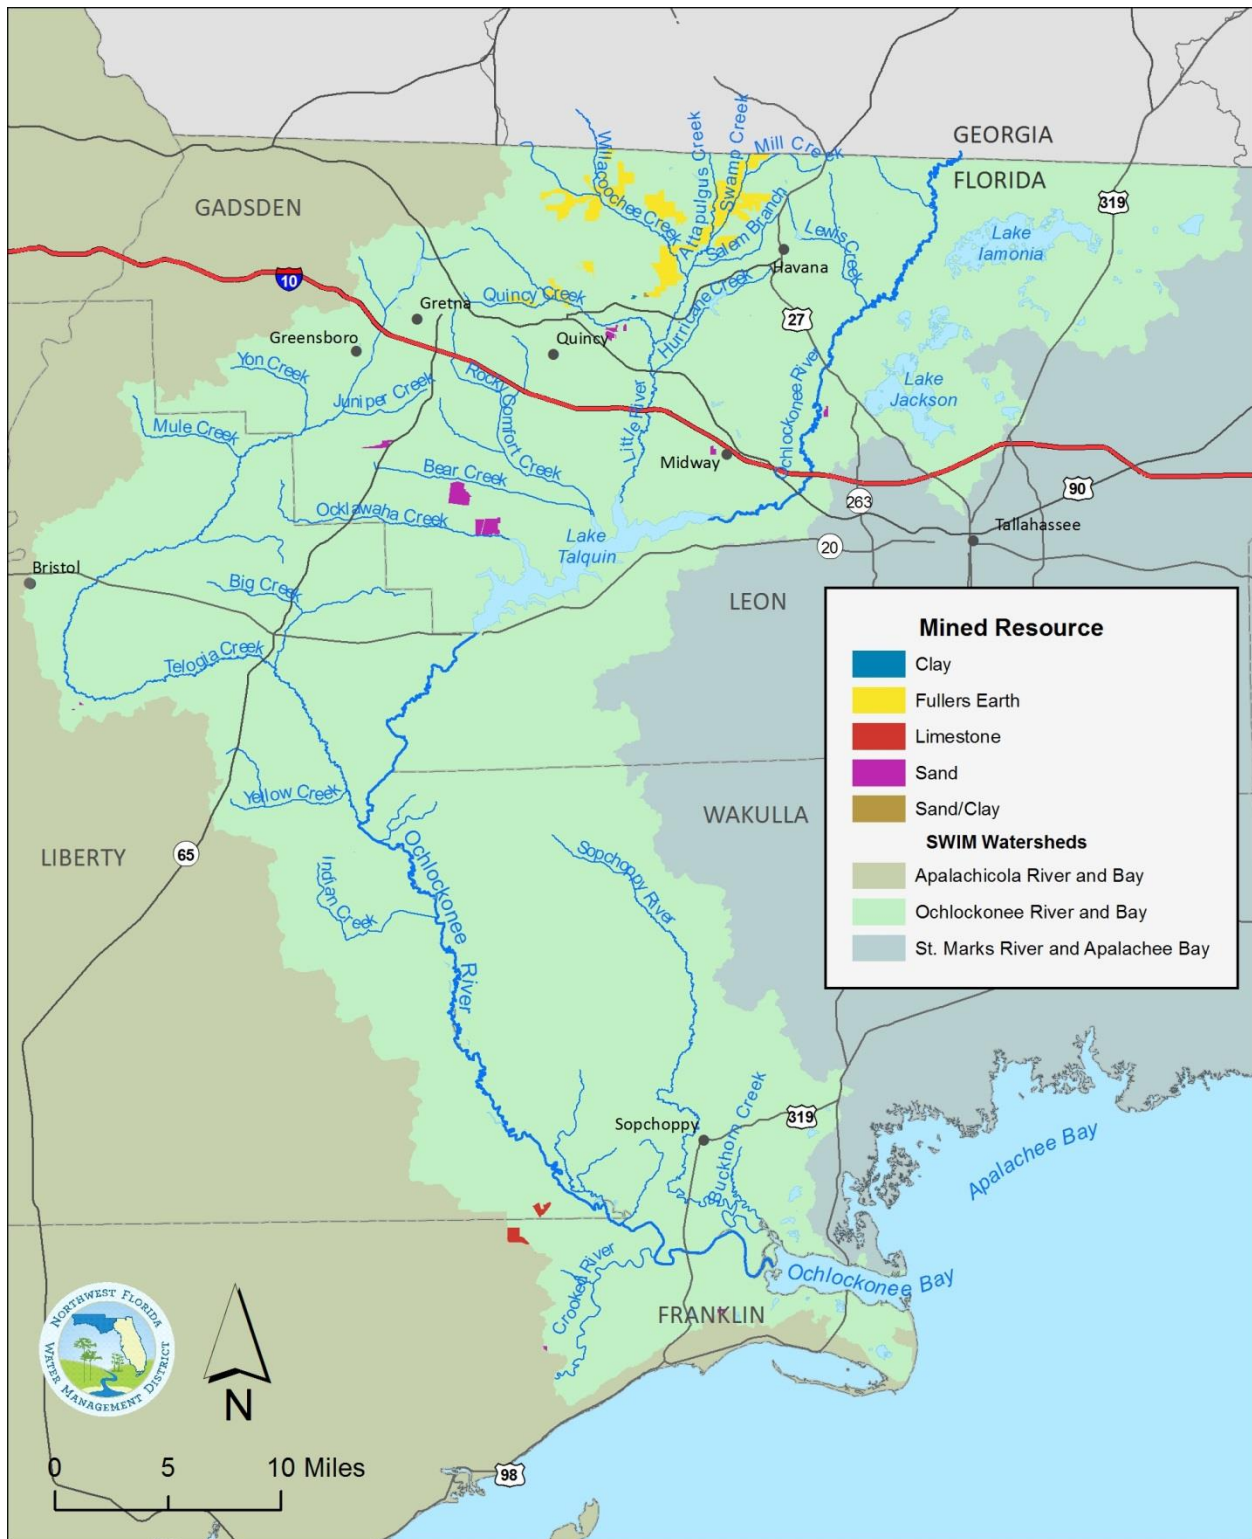 GEORGIA
FLORIDA
GADSDEN
Willacoochee Creek
Attapulgus Creek
Swamp Creek
Mill Creek
Salem Branch
Lewis Creek
Havana
Lake
Iamonia
319
10
Gretna
Quincy Creek
Hurricane Creek
27
Greensboro
Quincy
Yon Creek
Juniper Creek
Rocky Comfort Creek
Little River
Ochlockonee River
Lake
Jackson
Mule Creek
Midway
Bear Creek
90
263
Ocklawaha Creek
Lake
Talquin
20
Tallahassee
Bristol
Big Creek
LEON
Telogia Creek
Mined Resource
Clay
Fullers Earth
Limestone
Sand
Sand/Clay
SWIM Watersheds
Apalachicola River and Bay
Ochlockonee River and Bay
St. Marks River and Apalachee Bay
Yellow Creek
WAKULLA
LIBERTY
65
Ochlockonee River
Sopchoppy River
Indian Creek
Sopchoppy
319
Buckhorn Creek
Apalachee Bay
Crooked River
Ochlockonee Bay
FRANKLIN
NORTHWEST FLORIDA
WATER MANAGEMENT DISTRICT
N
0 5 10 Miles
98